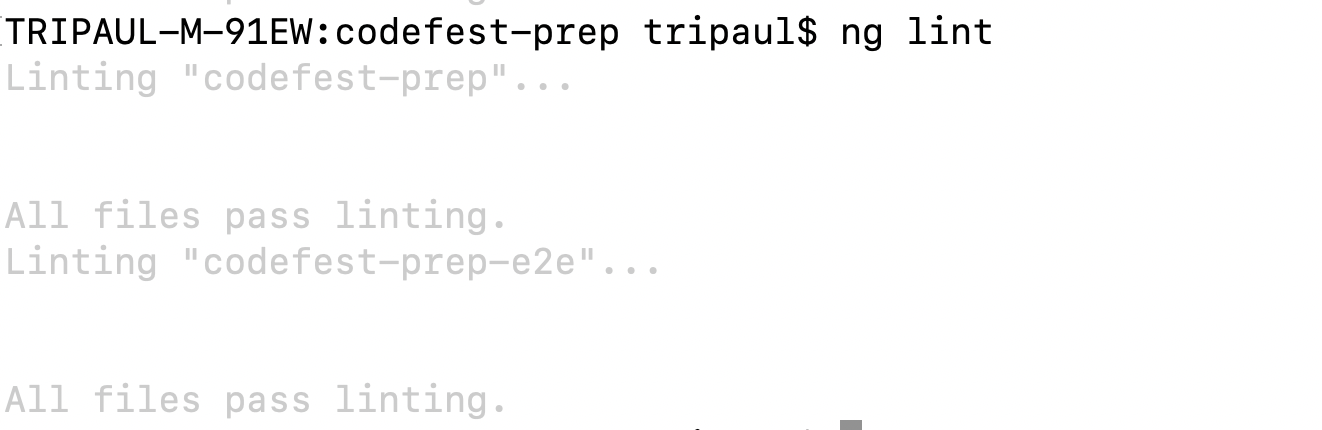 TRIPAUL-M-91EW:codefest-prep tripaul$ ng lint
Linting "codefest-prep"...
All files pass linting.
Linting "codefest-prep-e2e"...
All files pass linting.